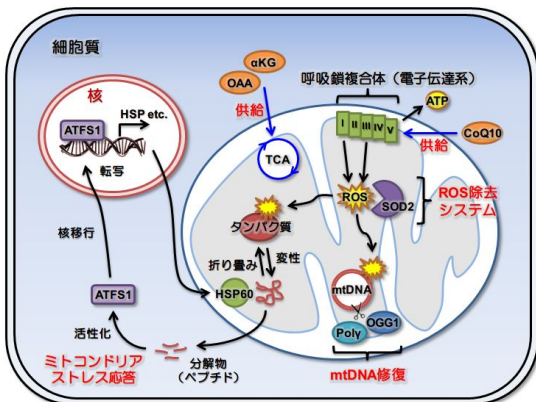 細胞質
核
HSP etc.
ATFS1
転写
核移行
ATFS1
活性化
ミトコンドリア
ストレス応答
分解物
(ペプチド)
αKG
OAA
供給
TCA
呼吸鎖複合体(電子伝達系)
I II III IV V
ATP
供給
CoQ10
ROS
SOD2
ROS除去
システム
タンパク質
折り畳み
変性
HSP60
mtDNA
Polγ
OGG1
mtDNA修復